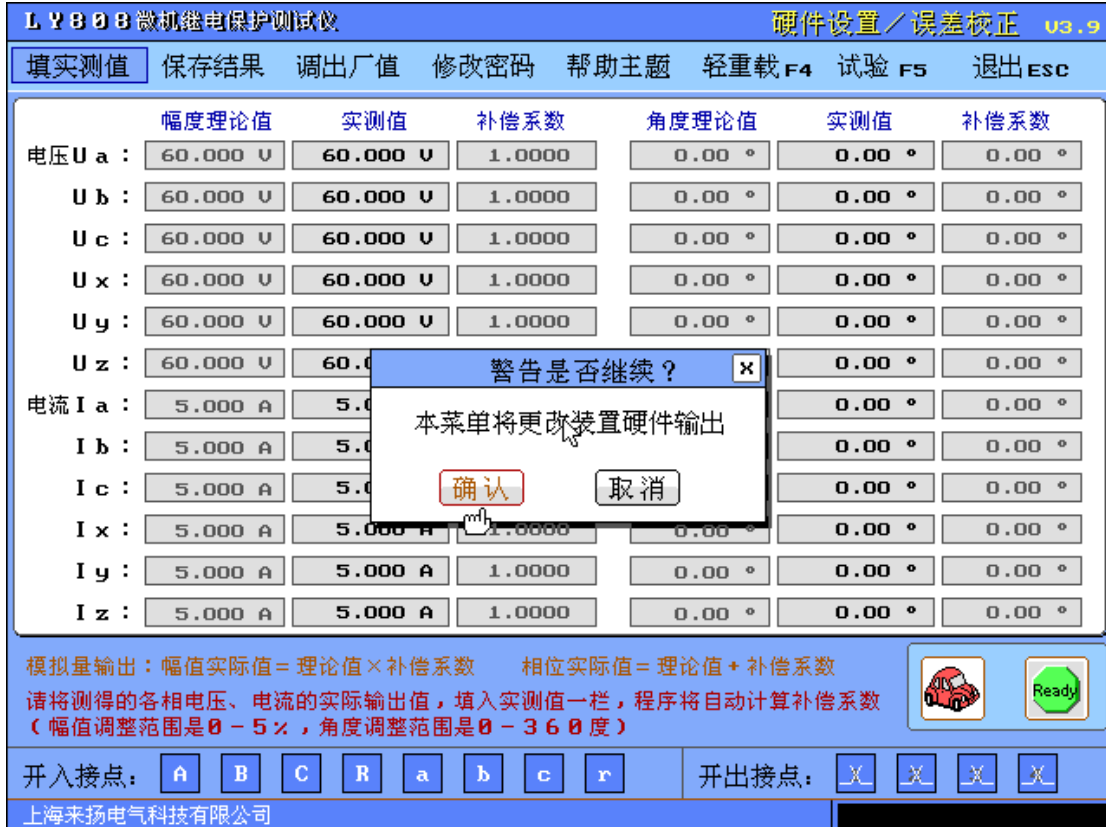 LY808微机继电保护测试仪 硬件设置／误差校正 V3.9
填实测值 保存结果 调出厂值 修改密码 帮助主题 轻重载F4 试验 F5 退出ESC
幅度理论值 实测值 补偿系数 角度理论值 实测值 补偿系数
电压Ua： 60.000 V 60.000 V 1.0000 0.00 ° 0.00 ° 0.00 °
Ub： 60.000 V 60.000 V 1.0000 0.00 ° 0.00 ° 0.00 °
Uc： 60.000 V 60.000 V 1.0000 0.00 ° 0.00 ° 0.00 °
Ux： 60.000 V 60.000 V 1.0000 0.00 ° 0.00 ° 0.00 °
Uy： 60.000 V 60.000 V 1.0000 0.00 ° 0.00 ° 0.00 °
Uz： 60.000 V 60.0 0.00 ° 0.00 °
警告是否继续？ x
电流Ia： 5.000 A 5.0 0.00 ° 0.00 °
本菜单将更改装置硬件输出
Ib： 5.000 A 5.0 0.00 ° 0.00 °
Ic： 5.000 A 5.0 0.00 ° 0.00 °
确认 取消
Ix： 5.000 A 5.000 A 1.0000 0.00 ° 0.00 ° 0.00 °
Iy： 5.000 A 5.000 A 1.0000 0.00 ° 0.00 ° 0.00 °
Iz： 5.000 A 5.000 A 1.0000 0.00 ° 0.00 ° 0.00 °
模拟量输出：幅值实际值=理论值×补偿系数 相位实际值=理论值+补偿系数
请将测得的各相电压、电流的实际输出值，填入实测值一栏，程序将自动计算补偿系数
（幅值调整范围是0－5%，角度调整范围是0－360度）
Ready
开入接点： A B C R a b c r 开出接点：
上海来扬电气科技有限公司